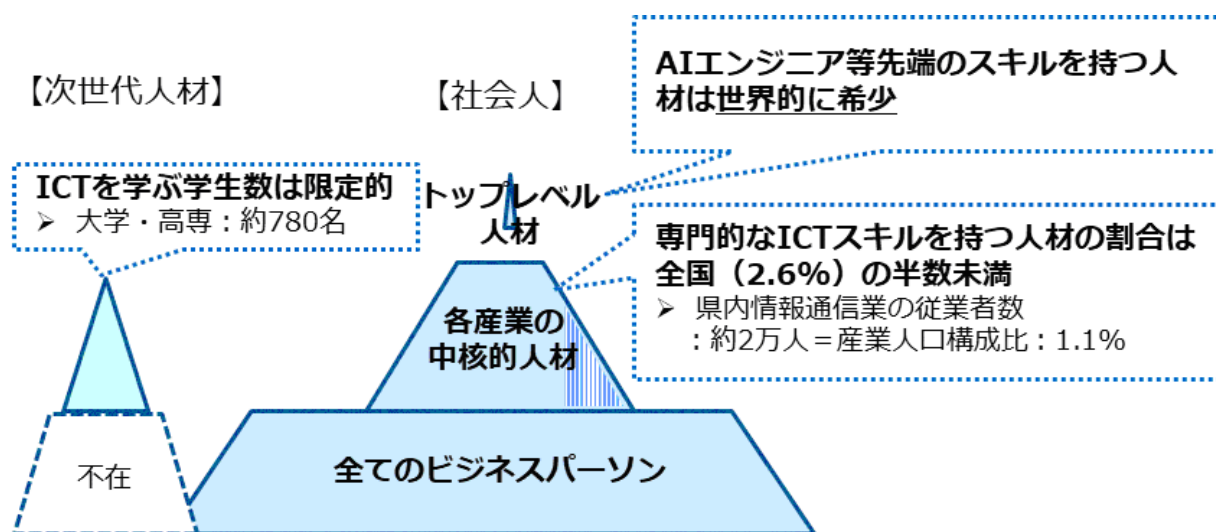 【次世代人材】
【社会人】
AIエンジニア等先端のスキルを持つ人
材は世界的に希少
ICTを学ぶ学生数は限定的
➢ 大学・高専：約780名
トップレベル
人材
専門的なICTスキルを持つ人材の割合は
全国（2.6%）の半数未満
➢ 県内情報通信業の従業者数
：約2万人＝産業人口構成比：1.1%
各産業の
中核的人材
不在
全てのビジネスパーソン